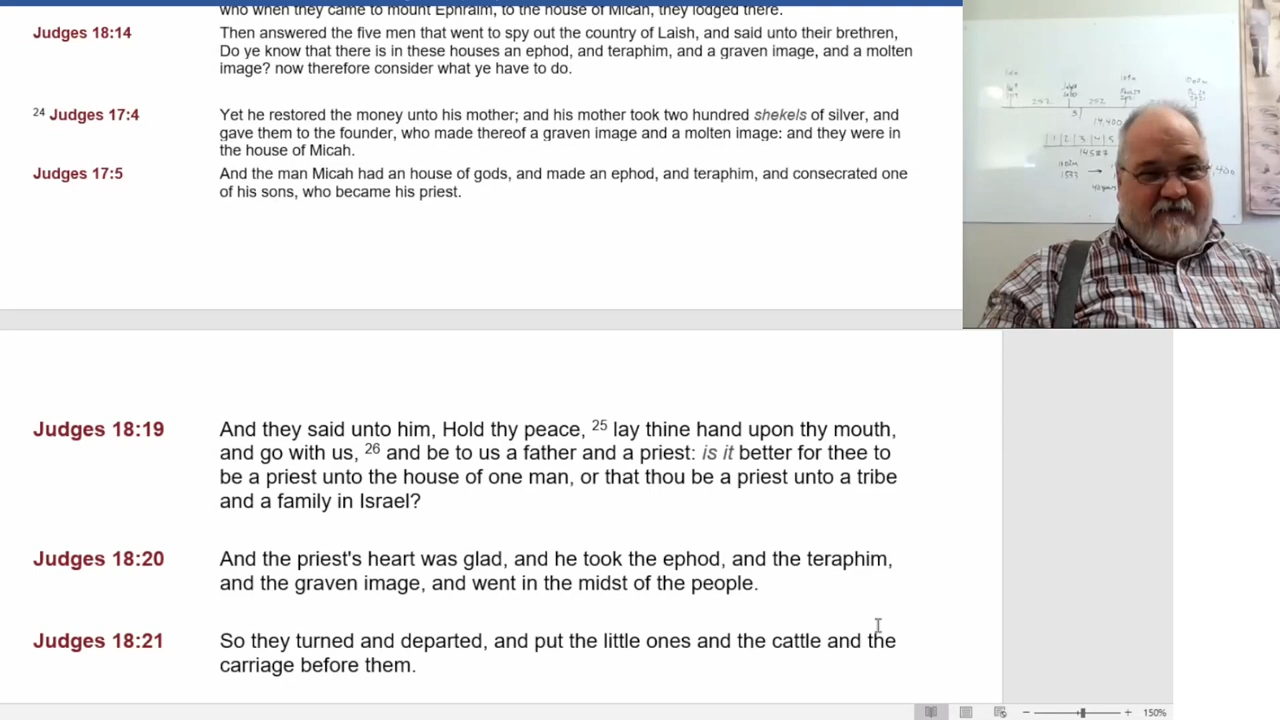 who when they came to mount Ephraim, to the house of Micah, they lodged there.
Judges 18:14 Then answered the five men that went to spy out the country of Laish, and said unto their brethren,
Do ye know that there is in these houses an ephod, and teraphim, and a graven image, and a molten
image? now therefore consider what ye have to do.
24 Judges 17:4 Yet he restored the money unto his mother; and his mother took two hundred shekels of silver, and
gave them to the founder, who made thereof a graven image and a molten image: and they were in
the house of Micah.
Judges 17:5 And the man Micah had an house of gods, and made an ephod, and teraphim, and consecrated one
of his sons, who became his priest.
252 252
14,400
1 2 3 4 5
Judges 18:19 And they said unto him, Hold thy peace, 25 lay thine hand upon thy mouth,
and go with us, 26 and be to us a father and a priest: is it better for thee to
be a priest unto the house of one man, or that thou be a priest unto a tribe
and a family in Israel?
Judges 18:20 And the priest's heart was glad, and he took the ephod, and the teraphim,
and the graven image, and went in the midst of the people.
Judges 18:21 So they turned and departed, and put the little ones and the cattle and the
carriage before them.
150%